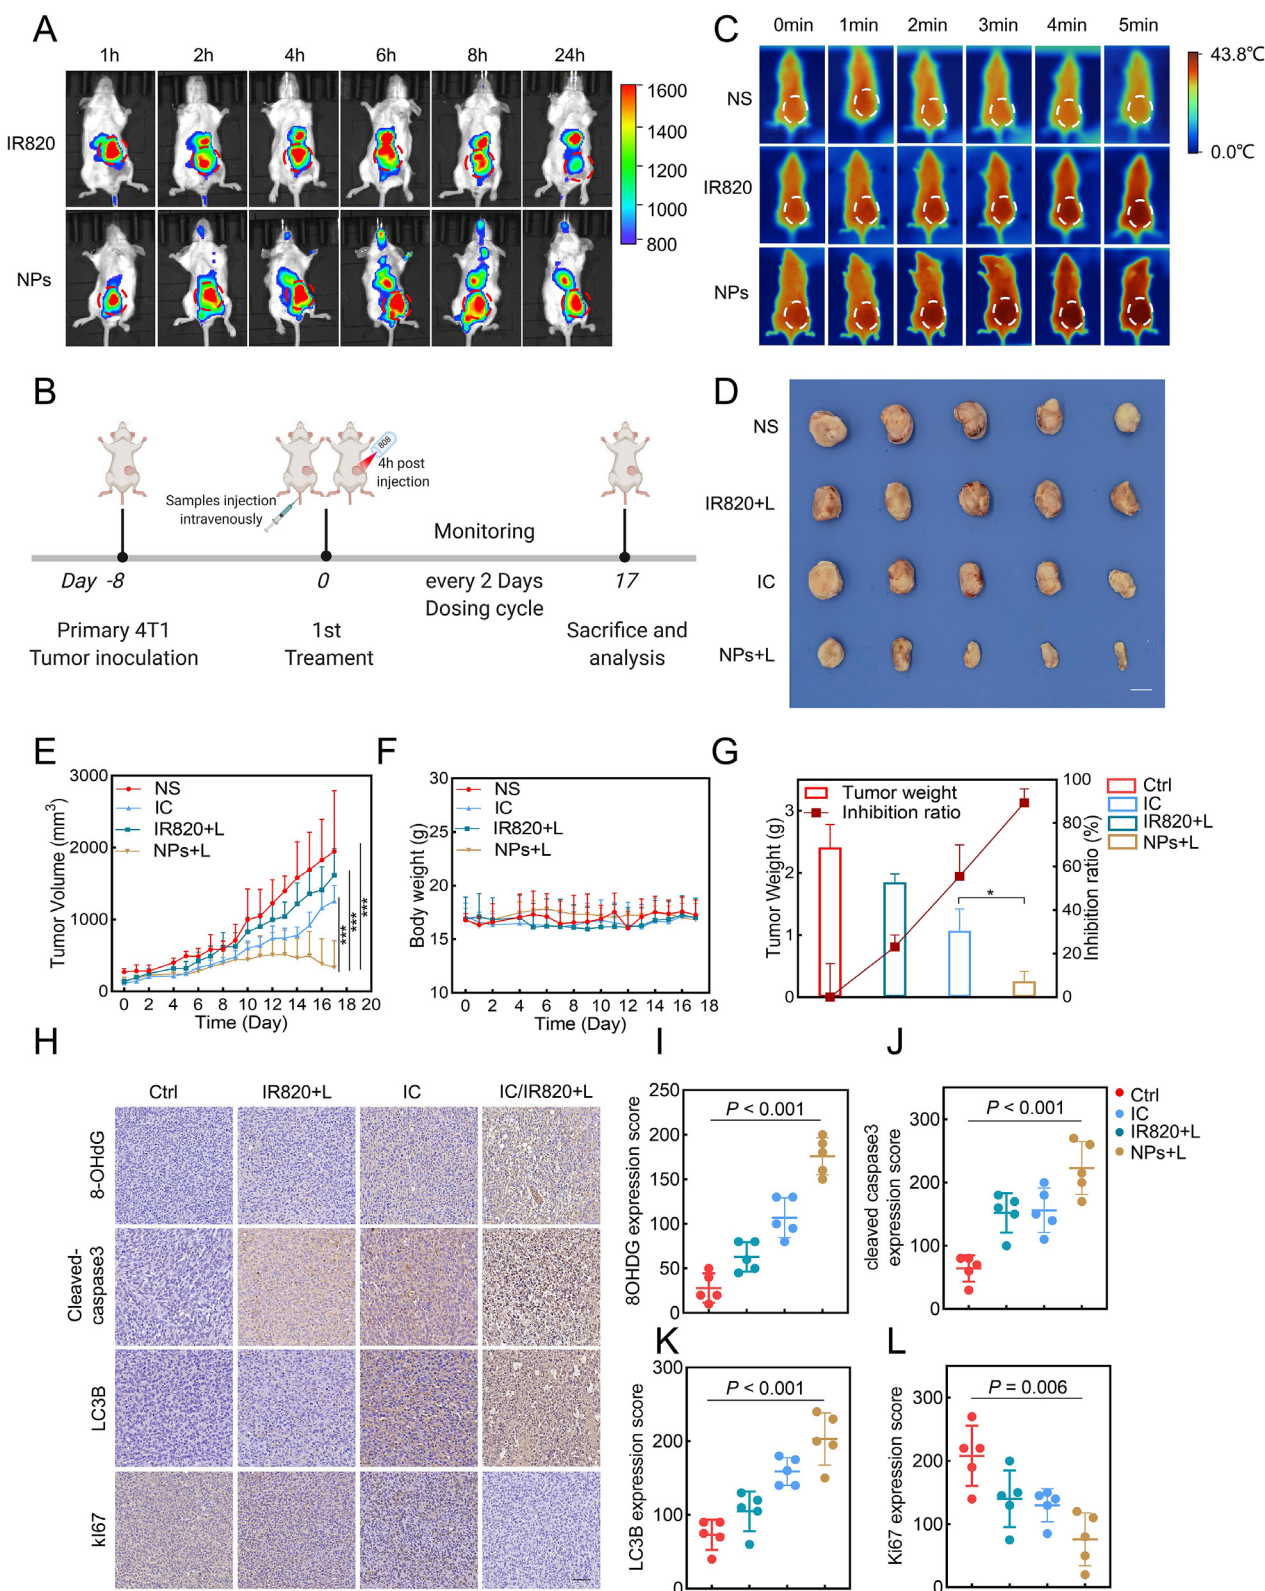 A
1h 2h 4h 6h 8h 24h
IR820
NPs
1600
1400
1200
1000
800
C
0min 1min 2min 3min 4min 5min
NS
IR820
NPs
43.8℃
0.0℃
B
808
4h post
injection
Samples injection
intravenously
Monitoring
Day -8 0 every 2 Days 17
Dosing cycle
Primary 4T1 1st Sacrifice and
Tumor inoculation Treament analysis
D
NS
IR820+L
IC
NPs+L
E
Tumor Volume (mm³)
3000
2000
1000
0
NS
IC
IR820+L
NPs+L
***
***
***
0 2 4 6 8 10 12 14 16 18 20
Time (Day)
F
Body weight (g)
30
25
20
15
10
NS
IC
IR820+L
NPs+L
0 2 4 6 8 10 12 14 16 18
Time (Day)
G
Tumor Weight (g)
3
2
1
0
Tumor weight
Inhibition ratio
*
100
80
60
40
20
0
Inhibition ratio (%)
Ctrl
IC
IR820+L
NPs+L
H
Ctrl IR820+L IC IC/IR820+L
8-OHdG
Cleaved-
caspase3
LC3B
kI67
I
8OHDG expression score
250
200
150
100
50
0
P < 0.001
J
cleaved caspase3
expression score
300
200
100
0
P < 0.001
Ctrl
IC
IR820+L
NPs+L
K
LC3B expression score
300
200
100
0
P < 0.001
L
Ki67 expression score
300
200
100
0
P = 0.006